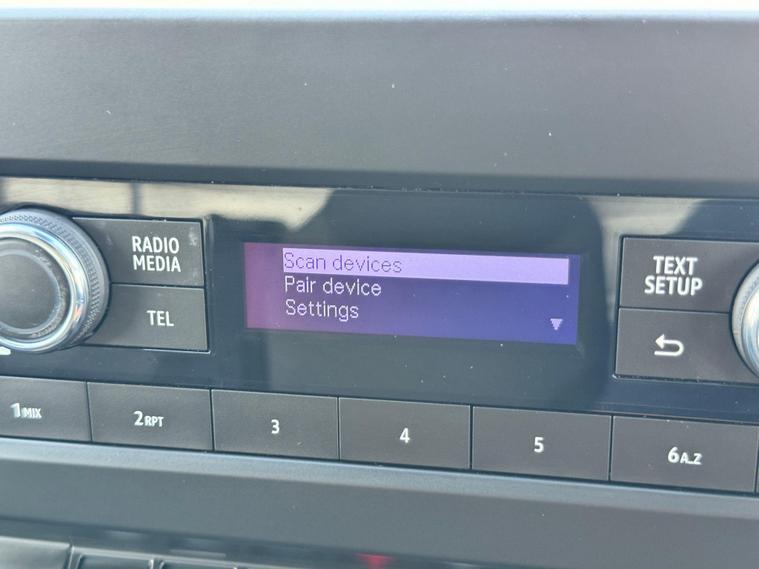 RADIO
MEDIA
TEL
Scan devices
Pair device
Settings
TEXT
SETUP
1MIX
2RPT
3
4
5
6A..Z